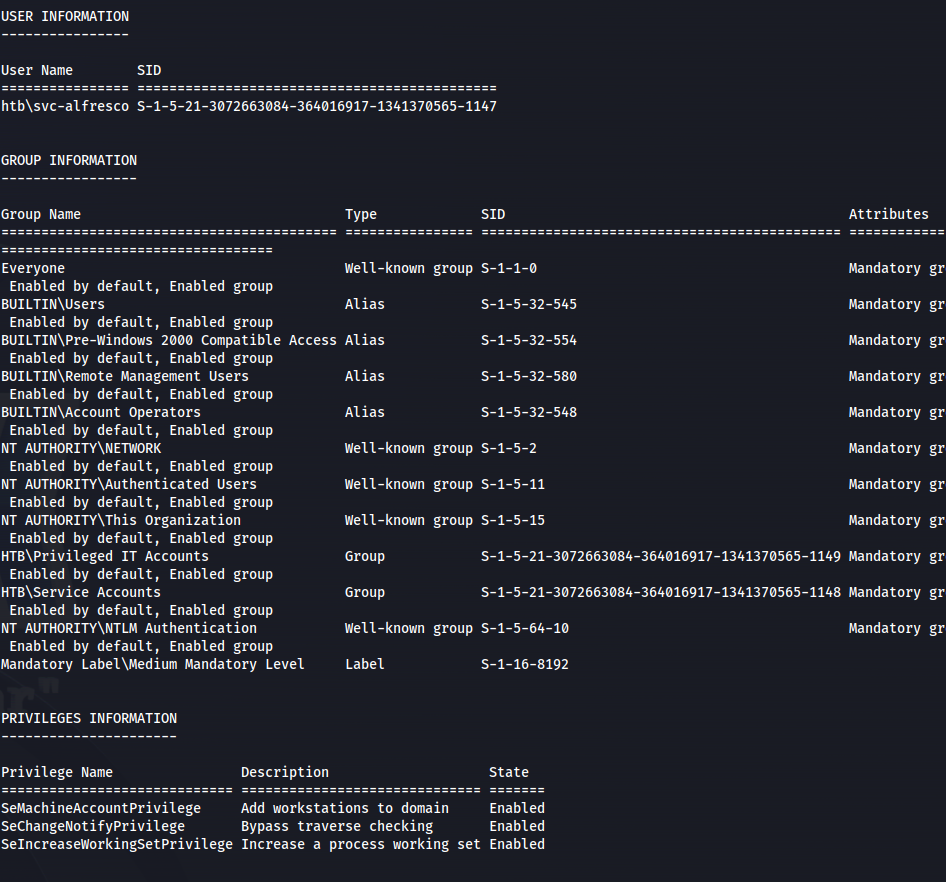 USER INFORMATION
----------------
User Name        SID
================ =============================================
htb\svc-alfresco S-1-5-21-3072663084-364016917-1341370565-1147
GROUP INFORMATION
-----------------
Group Name                                 Type             SID                                           Attributes
========================================== ================ ============================================= ============
==================================
Everyone                                   Well-known group S-1-1-0                                       Mandatory gr
 Enabled by default, Enabled group
BUILTIN\Users                              Alias            S-1-5-32-545                                  Mandatory gr
 Enabled by default, Enabled group
BUILTIN\Pre-Windows 2000 Compatible Access Alias            S-1-5-32-554                                  Mandatory gr
 Enabled by default, Enabled group
BUILTIN\Remote Management Users            Alias            S-1-5-32-580                                  Mandatory gr
 Enabled by default, Enabled group
BUILTIN\Account Operators                  Alias            S-1-5-32-548                                  Mandatory gr
 Enabled by default, Enabled group
NT AUTHORITY\NETWORK                       Well-known group S-1-5-2                                       Mandatory gr
 Enabled by default, Enabled group
NT AUTHORITY\Authenticated Users           Well-known group S-1-5-11                                      Mandatory gr
 Enabled by default, Enabled group
NT AUTHORITY\This Organization             Well-known group S-1-5-15                                      Mandatory gr
 Enabled by default, Enabled group
HTB\Privileged IT Accounts                 Group            S-1-5-21-3072663084-364016917-1341370565-1149 Mandatory gr
 Enabled by default, Enabled group
HTB\Service Accounts                       Group            S-1-5-21-3072663084-364016917-1341370565-1148 Mandatory gr
 Enabled by default, Enabled group
NT AUTHORITY\NTLM Authentication           Well-known group S-1-5-64-10                                   Mandatory gr
 Enabled by default, Enabled group
Mandatory Label\Medium Mandatory Level     Label            S-1-16-8192
PRIVILEGES INFORMATION
----------------------
Privilege Name                Description                    State
============================= ============================== =======
SeMachineAccountPrivilege     Add workstations to domain     Enabled
SeChangeNotifyPrivilege       Bypass traverse checking       Enabled
SeIncreaseWorkingSetPrivilege Increase a process working set Enabled